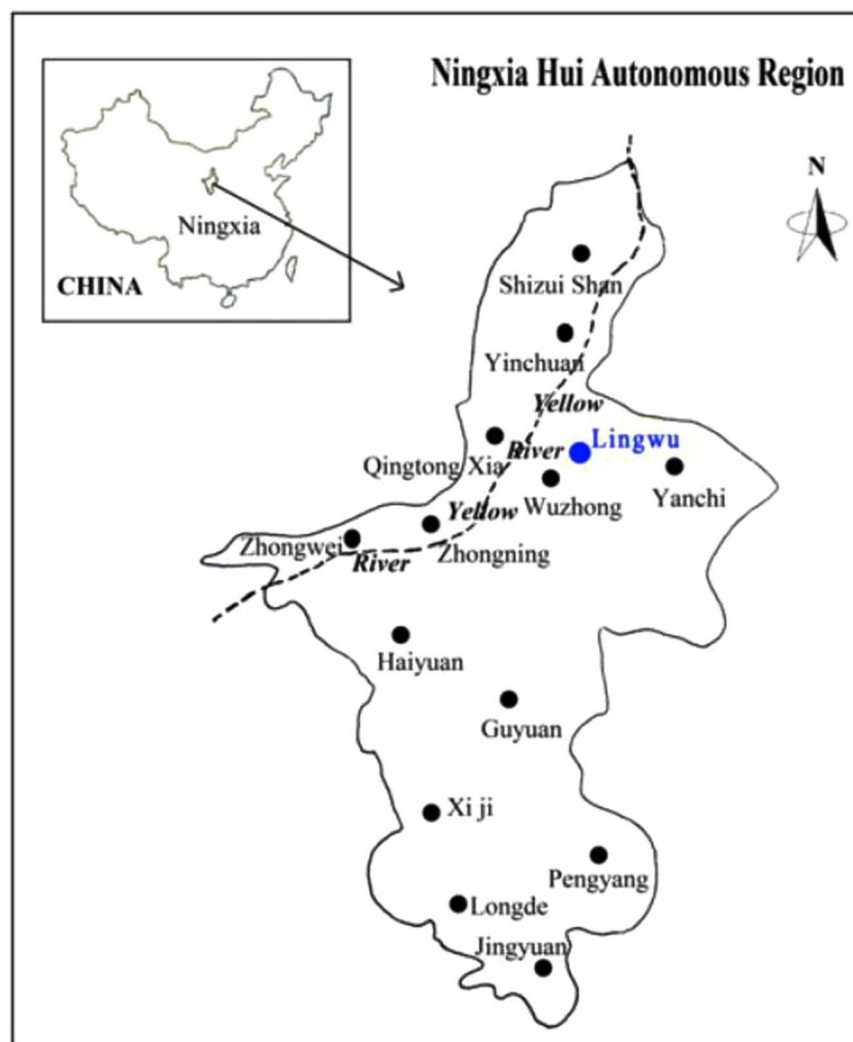 Ningxia Hui Autonomous Region
Ningxia
CHINA
N
Shizui Shan
Yinchuan
Yellow
River
Lingwu
Qingtong Xia
Wuzhong
Yanchi
Yellow
River
Zhongwei
Zhongning
Haiyuan
Guyuan
Xi ji
Pengyang
Longde
Jingyuan